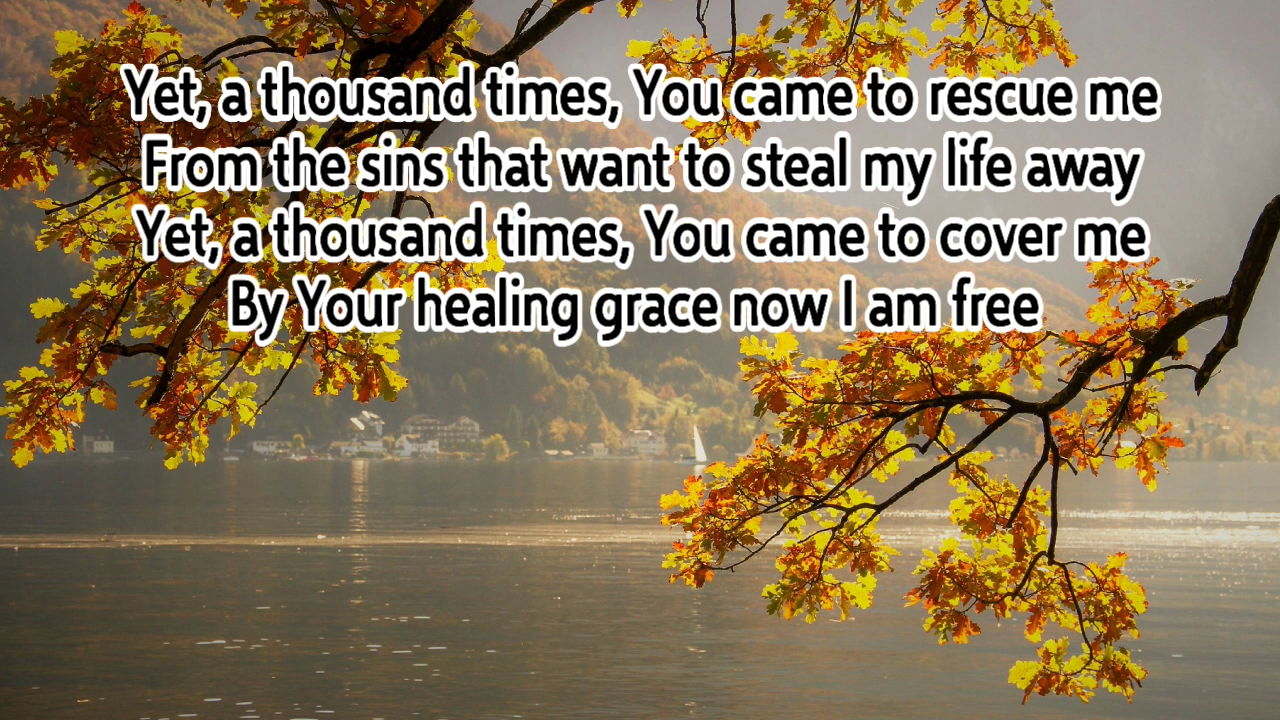 Yet, a thousand times, You came to rescue me
From the sins that want to steal my life away
Yet, a thousand times, You came to cover me
By Your healing grace now I am free